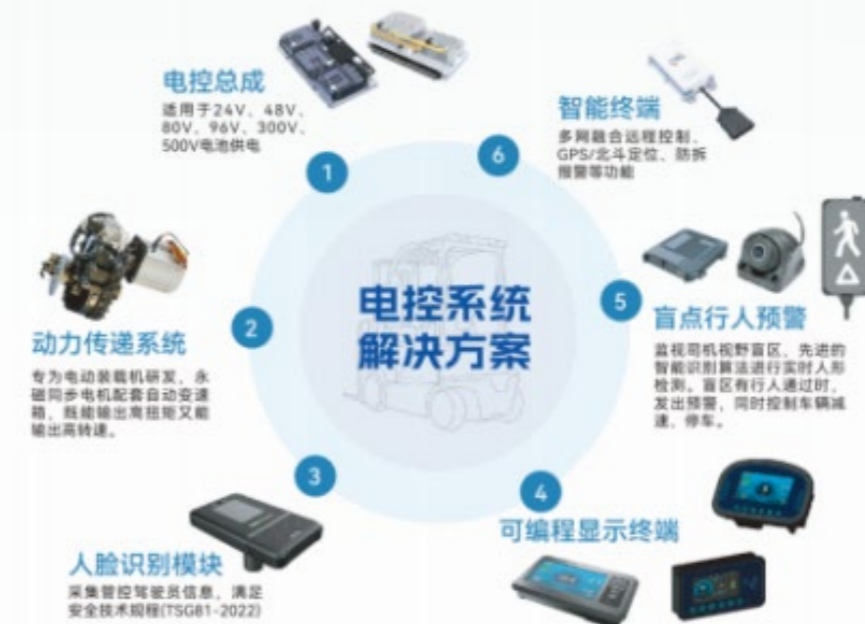 电控总成
适用于24V、48V、
80V、96V、300V、
500V电池供电
1
6
智能终端
多网融合远程控制、
GPS/北斗定位、防拆
报警等功能
电控系统
解决方案
2
动力传递系统
专为电动装载机研发，永
磁同步电机配套自动变速
箱，既能输出高扭矩又能
输出高转速。
5
盲点行人预警
监视司机视野盲区，先进的
智能识别算法进行实时人形
检测。盲区有行人通过时，
发出预警，同时控制车辆减
速、停车。
3
人脸识别模块
采集管控驾驶员信息，满足
安全技术规程(TSG81-2022)
4
可编程显示终端